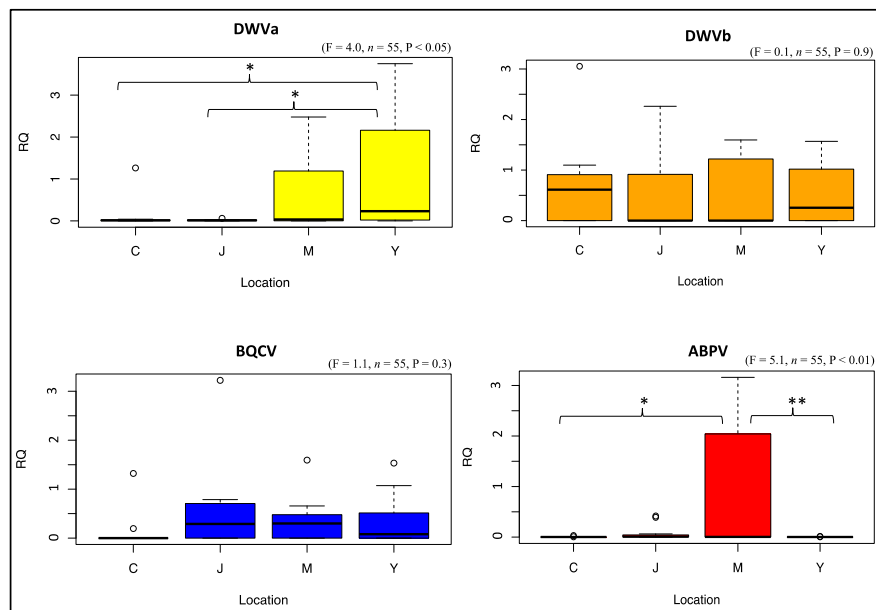 DWVa
(F = 4.0, n = 55, P < 0.05)
*
*
3
2
1
0
RQ
C J M Y
Location
DWVb
(F = 0.1, n = 55, P = 0.9)
3
2
1
0
RQ
C J M Y
Location
BQCV
(F = 1.1, n = 55, P = 0.3)
3
2
1
0
RQ
C J M Y
Location
ABPV
(F = 5.1, n = 55, P < 0.01)
* **
3
2
1
0
RQ
C J M Y
Location